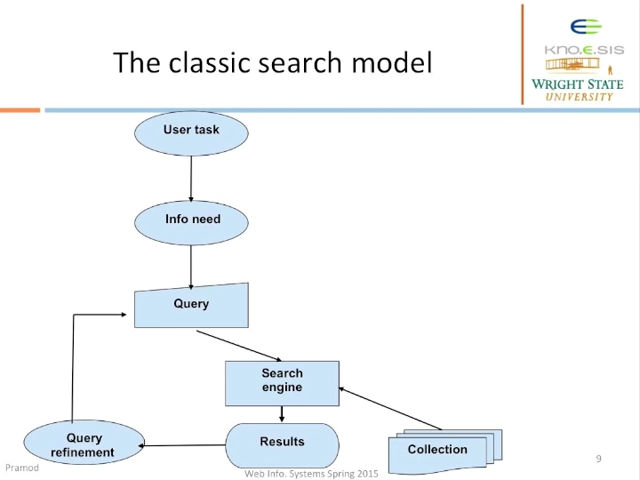 The classic search model
kno.e.sis
WRIGHT STATE
UNIVERSITY
User task
Info need
Query
Search
engine
Query
refinement
Results
Collection
Pramod
Web Info. Systems Spring 2015
9